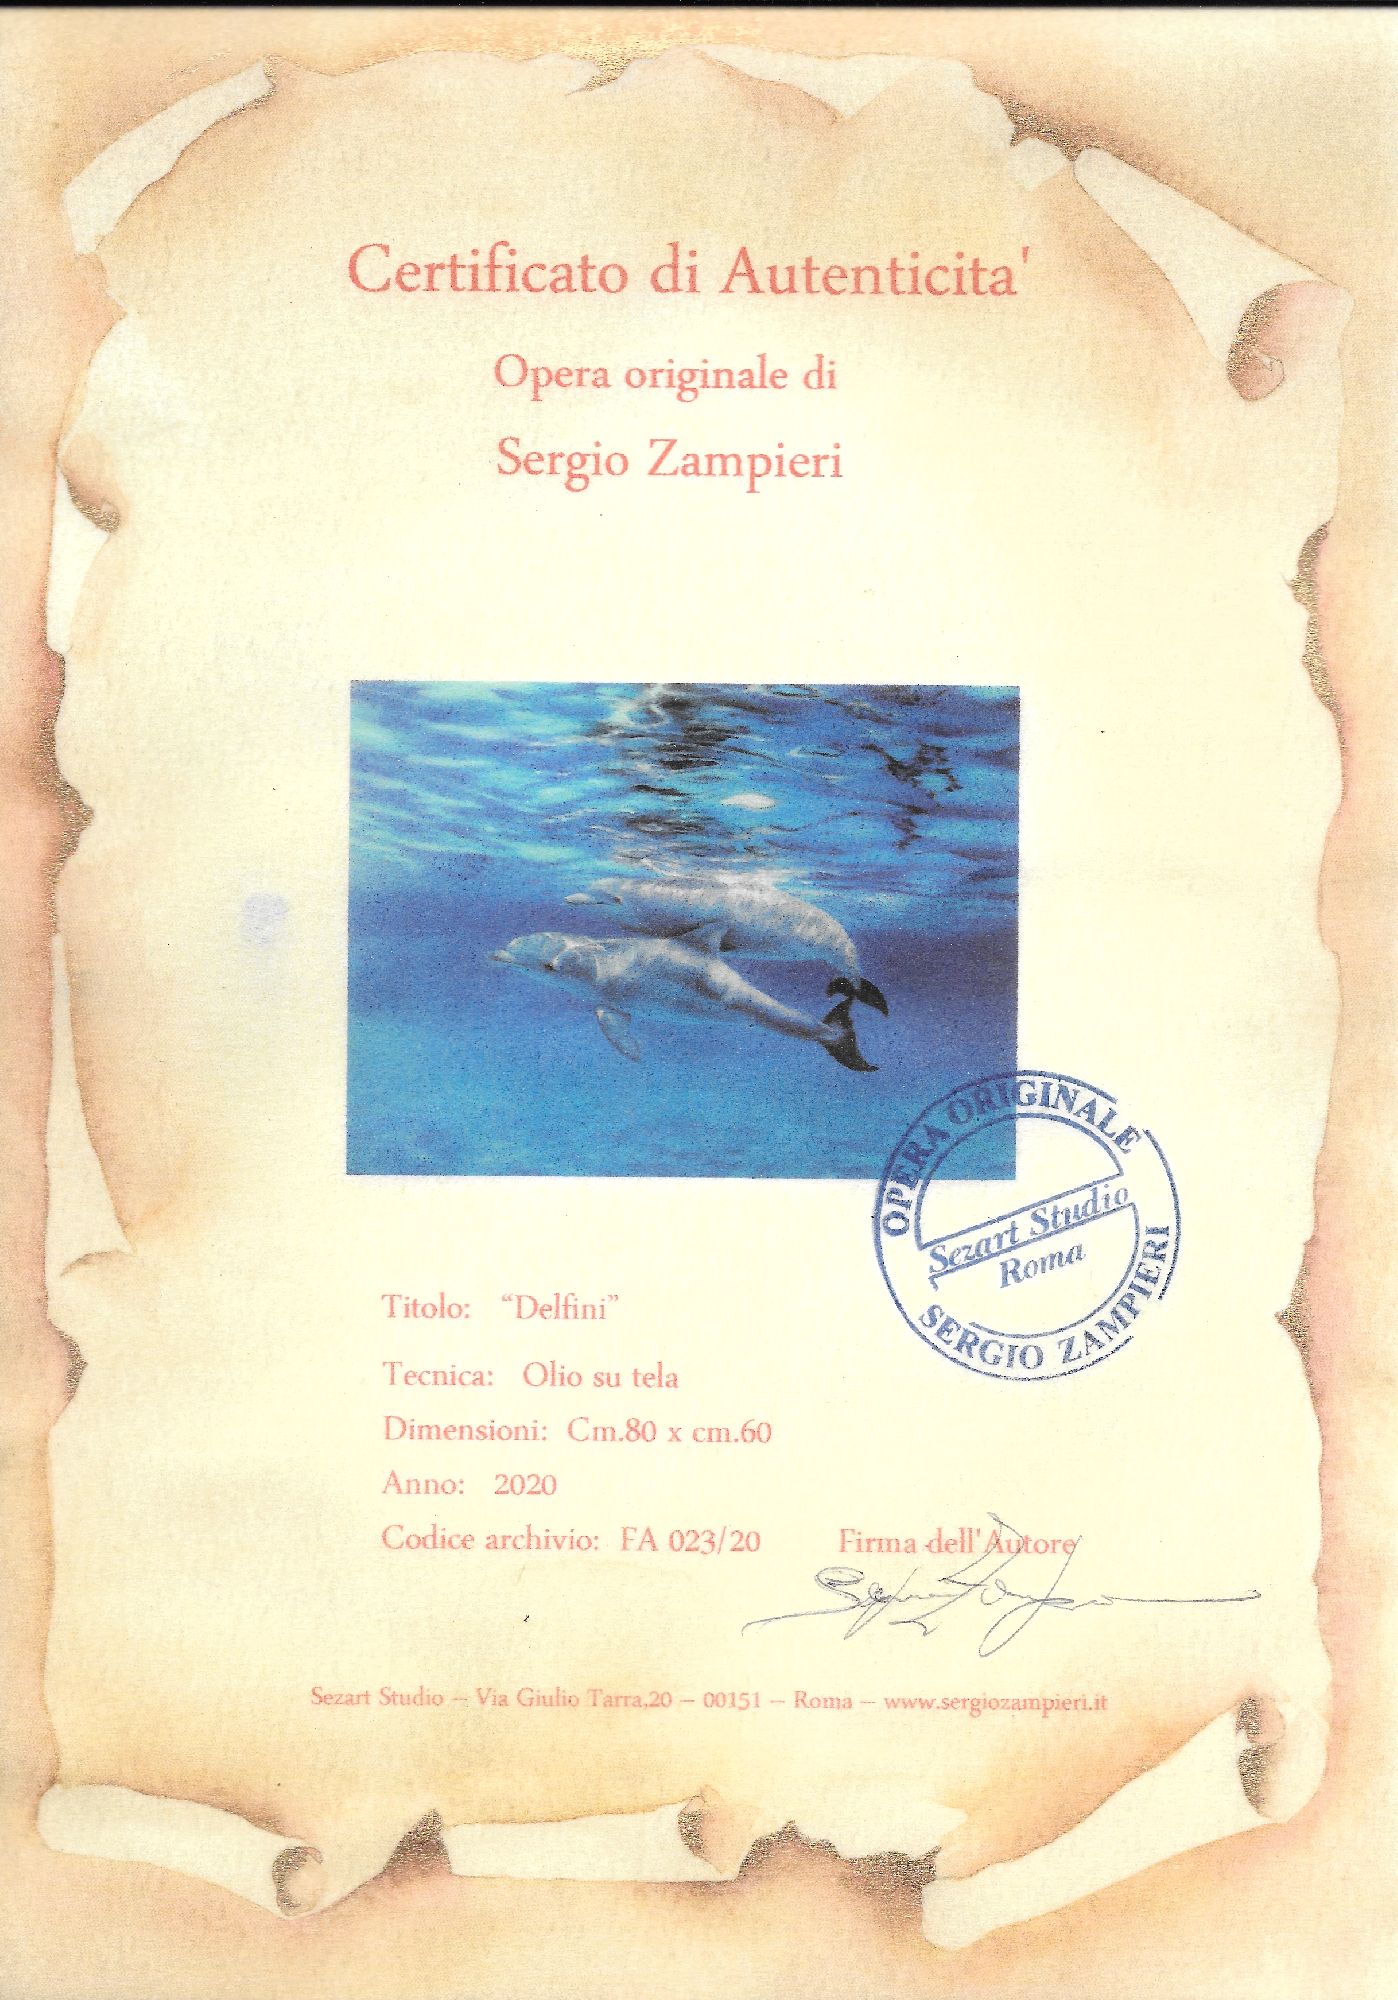 Certificato di Autenticita'
Opera originale di
Sergio Zampieri
OPERA ORIGINALE
Sezart Studio
Roma
SERGIO ZAMPIERI
Titolo: “Delfini”
Tecnica: Olio su tela
Dimensioni: Cm.80 x cm.60
Anno: 2020
Codice archivio: FA 023/20 Firma dell'Autore
Sezart Studio – Via Giulio Tarra,20 – 00151 – Roma – www.sergiozampieri.it